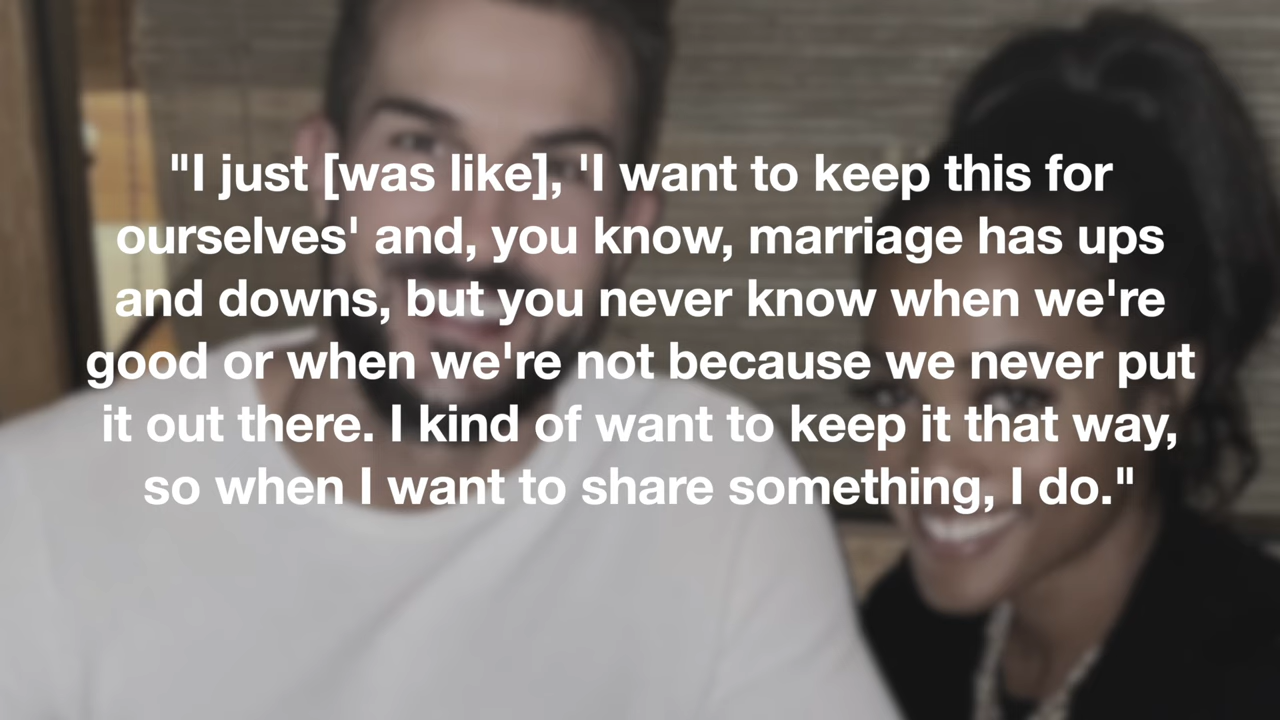 "I just [was like], 'I want to keep this for
ourselves' and, you know, marriage has ups
and downs, but you never know when we're
good or when we're not because we never put
it out there. I kind of want to keep it that way,
so when I want to share something, I do."